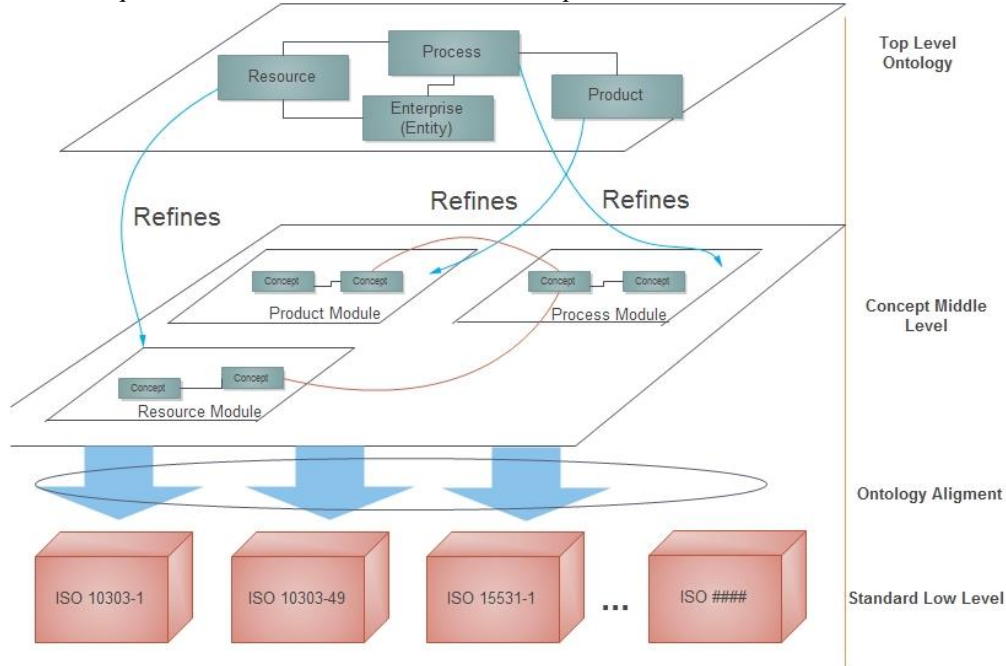 Top Level
Ontology
Process
Resource
Product
Enterprise
(Entity)
Refines
Refines
Refines
Concept
Concept
Product Module
Concept
Concept
Process Module
Concept Middle
Level
Concept
Concept
Resource Module
Ontology Aligment
ISO 10303-1
ISO 10303-49
ISO 15531-1
...
ISO ####
Standard Low Level